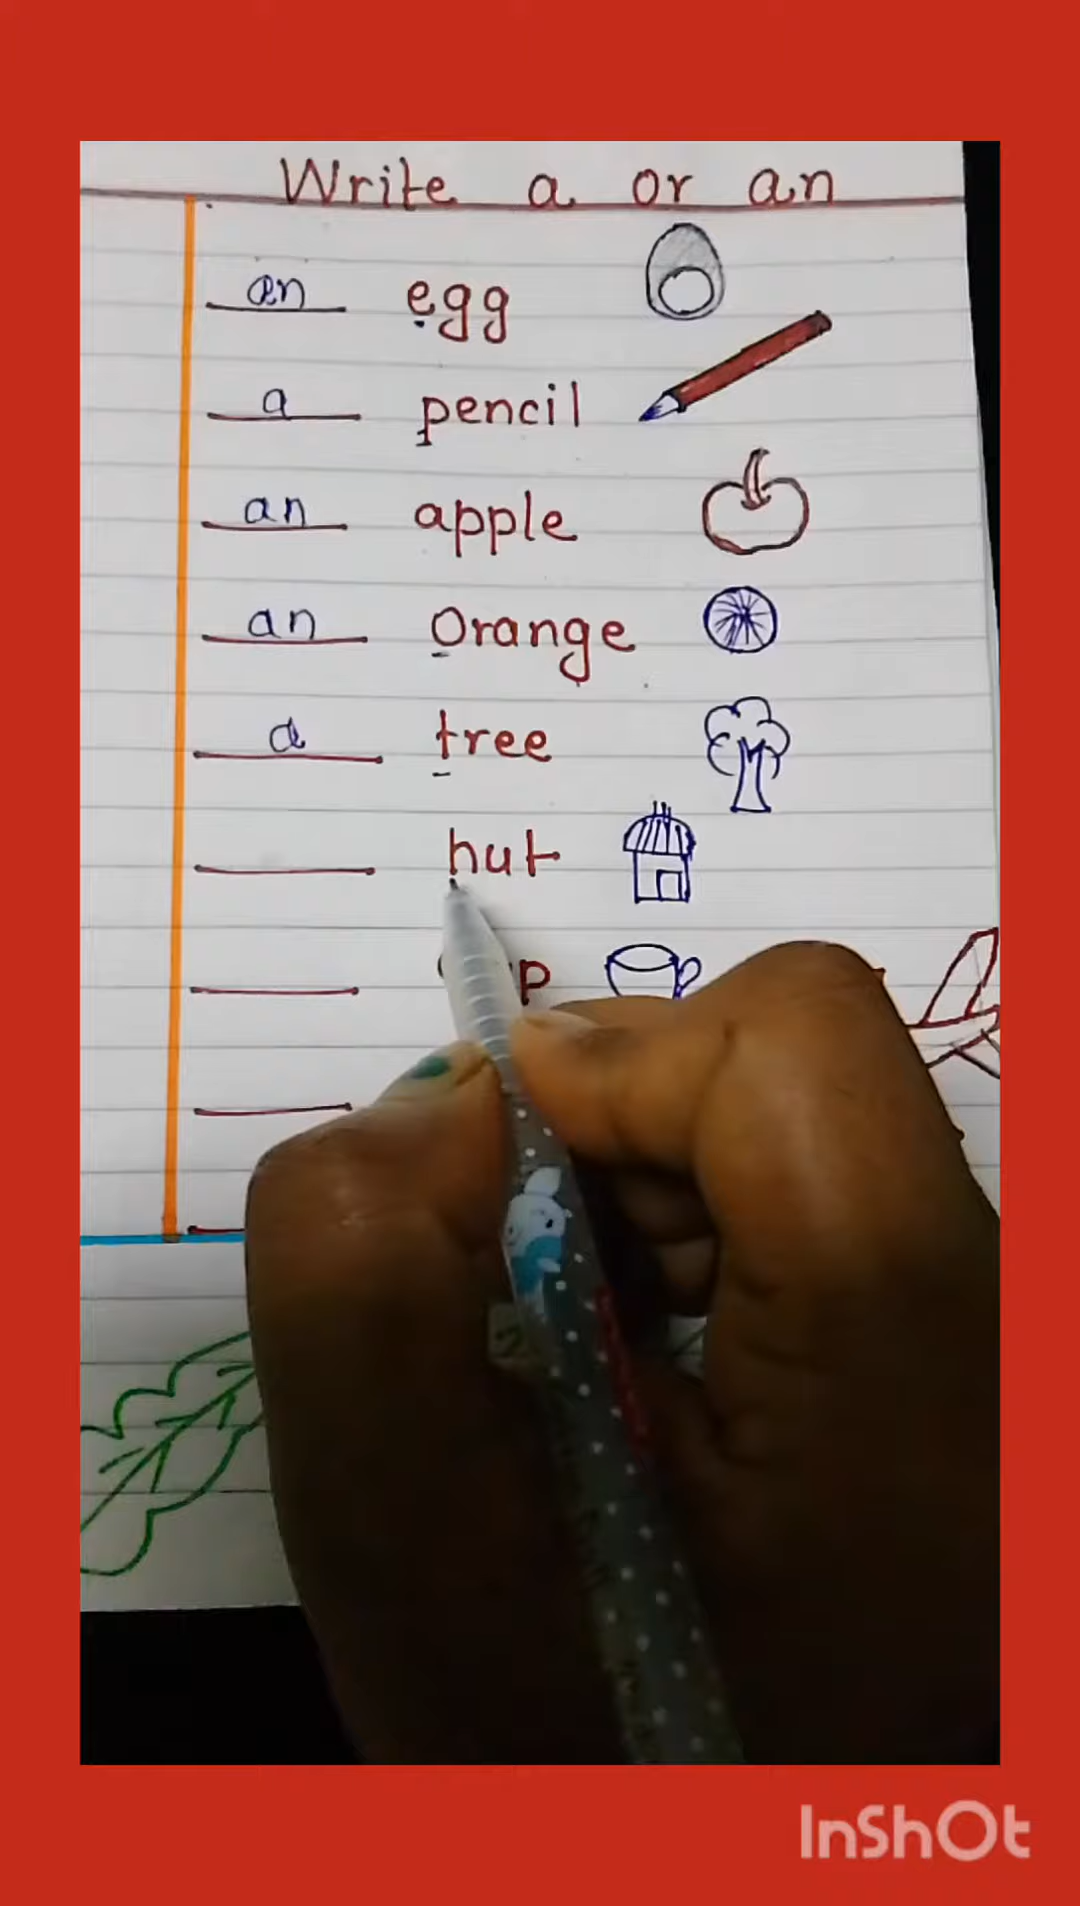 Write a or an
an egg
a pencil
an apple
an orange
a tree
hut
InShOt